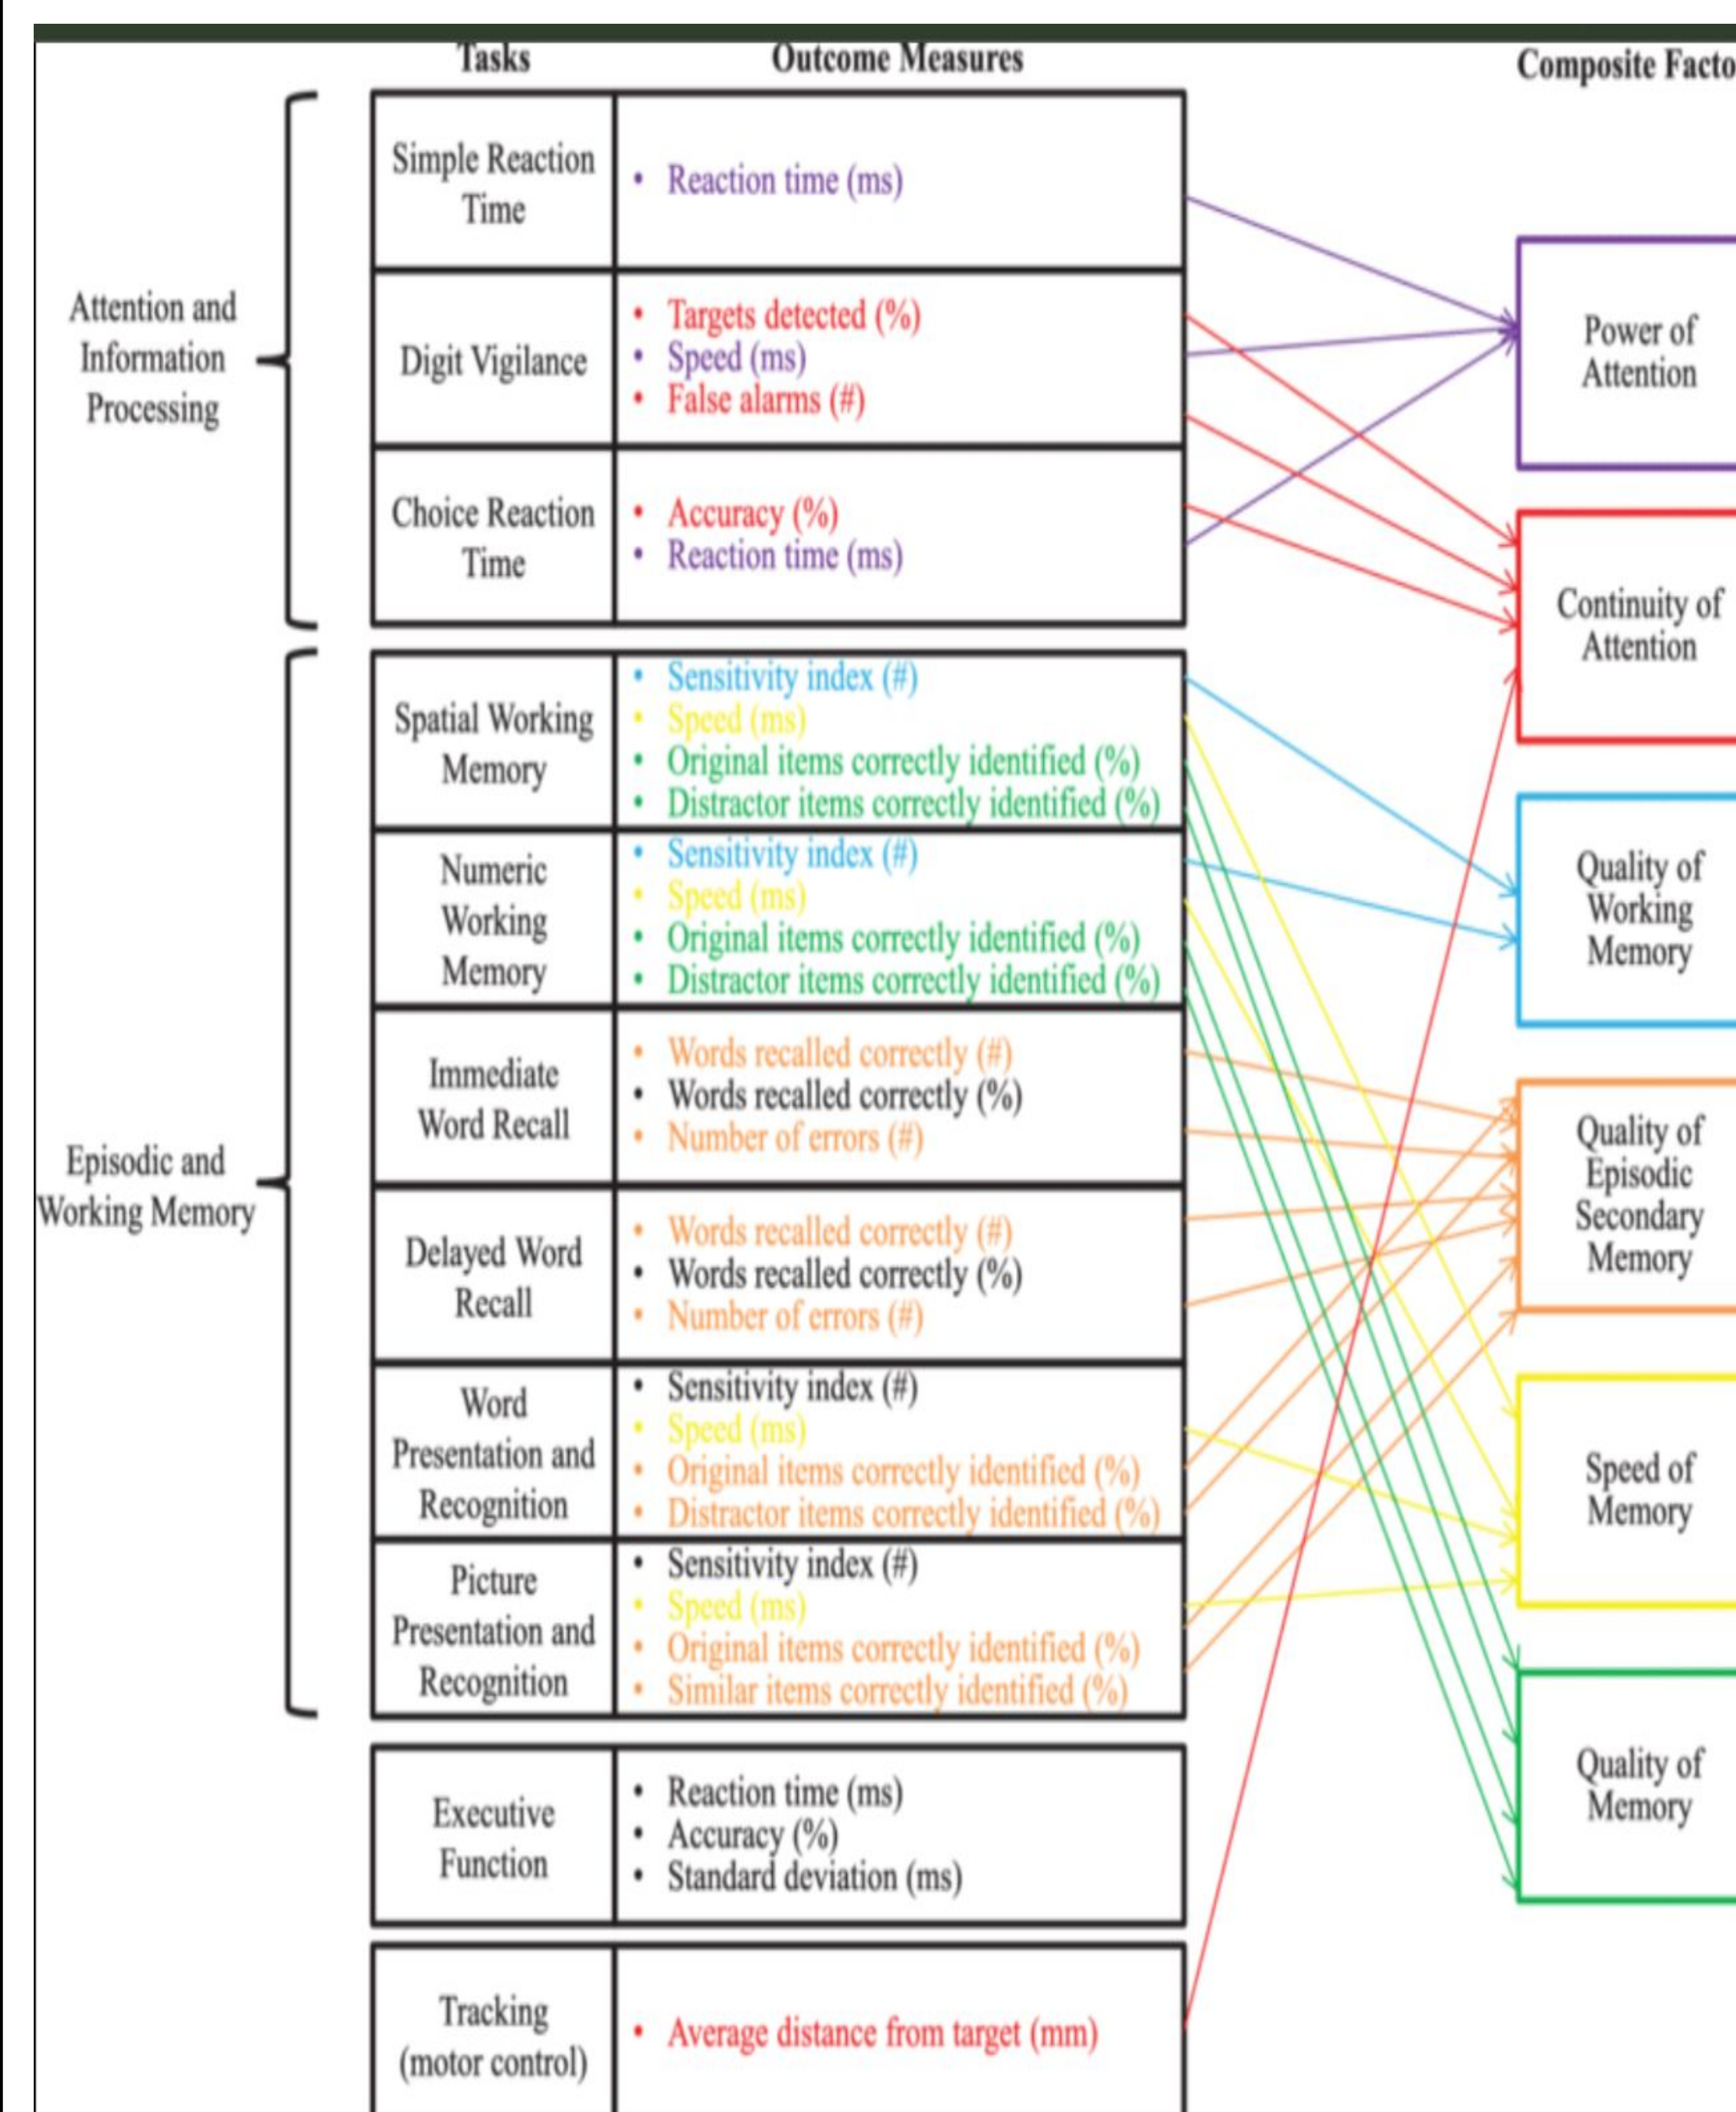 Tasks
Outcome Measures
Composite Facto
Attention and
Information
Processing
Simple Reaction
Time
• Reaction time (ms)
Digit Vigilance
• Targets detected (%)
• Speed (ms)
• False alarms (#)
Choice Reaction
Time
• Accuracy (%)
• Reaction time (ms)
Episodic and
Working Memory
Spatial Working
Memory
• Sensitivity index (#)
• Speed (ms)
• Original items correctly identified (%)
• Distractor items correctly identified (%)
Numeric
Working
Memory
• Sensitivity index (#)
• Speed (ms)
• Original items correctly identified (%)
• Distractor items correctly identified (%)
Immediate
Word Recall
• Words recalled correctly (#)
• Words recalled correctly (%)
• Number of errors (#)
Delayed Word
Recall
• Words recalled correctly (#)
• Words recalled correctly (%)
• Number of errors (#)
Word
Presentation and
Recognition
• Sensitivity index (#)
• Speed (ms)
• Original items correctly identified (%)
• Distractor items correctly identified (%)
Picture
Presentation and
Recognition
• Sensitivity index (#)
• Speed (ms)
• Original items correctly identified (%)
• Similar items correctly identified (%)
Executive
Function
• Reaction time (ms)
• Accuracy (%)
• Standard deviation (ms)
Tracking
(motor control)
• Average distance from target (mm)
Power of
Attention
Continuity of
Attention
Quality of
Working
Memory
Quality of
Episodic
Secondary
Memory
Speed of
Memory
Quality of
Memory